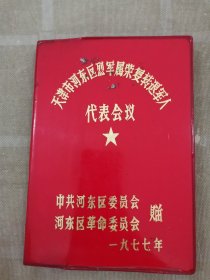 天津市河东区烈军属荣复转退军人
代表会议
中共河东区委员会
河东区革命委员会
赠
一九七七年